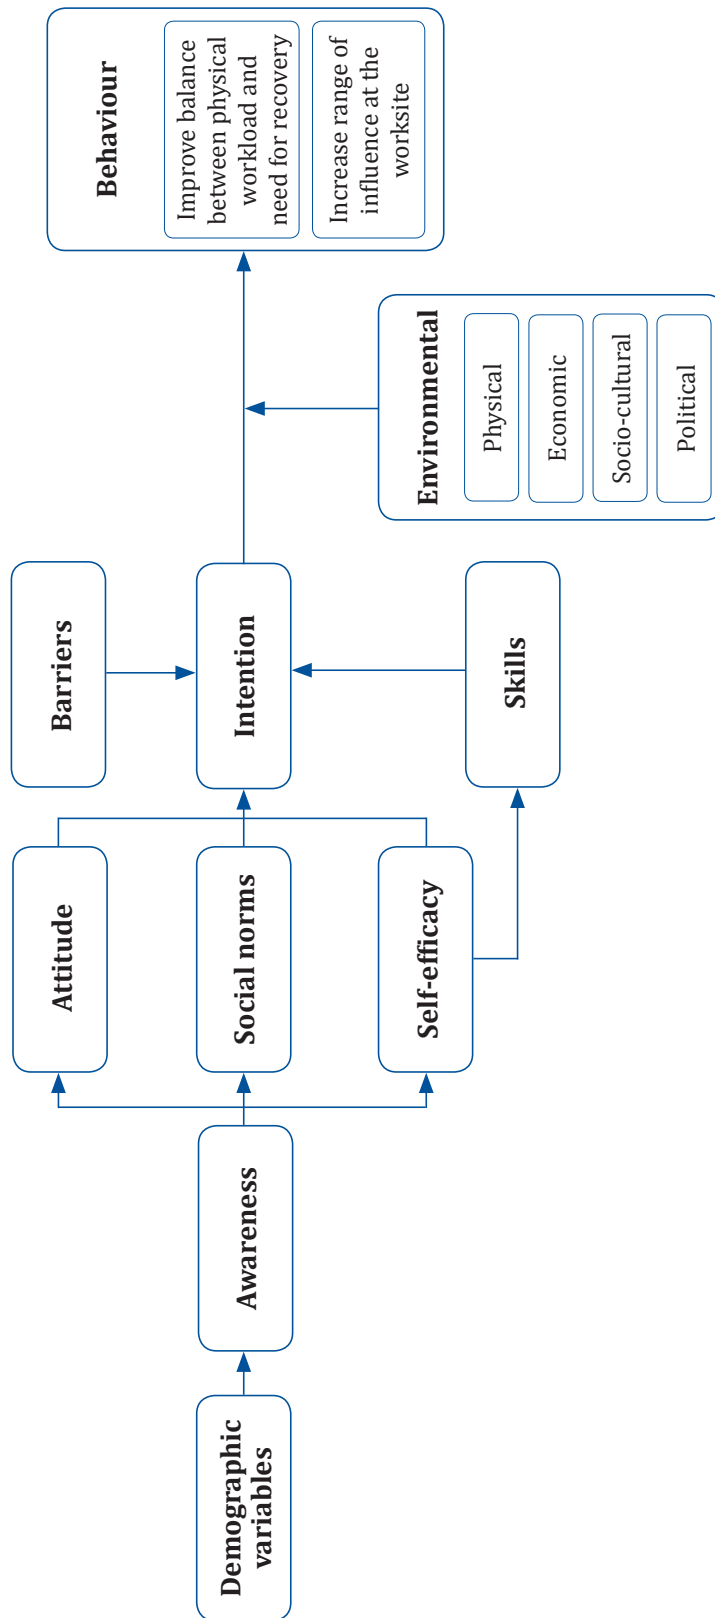 Demographic
variables
Awareness
Attitude
Social norms
Self-efficacy
Barriers
Intention
Skills
Environmental
Physical
Economic
Socio-cultural
Political
Behaviour
Improve balance
between physical
workload and
need for recovery
Increase range of
influence at the
worksite